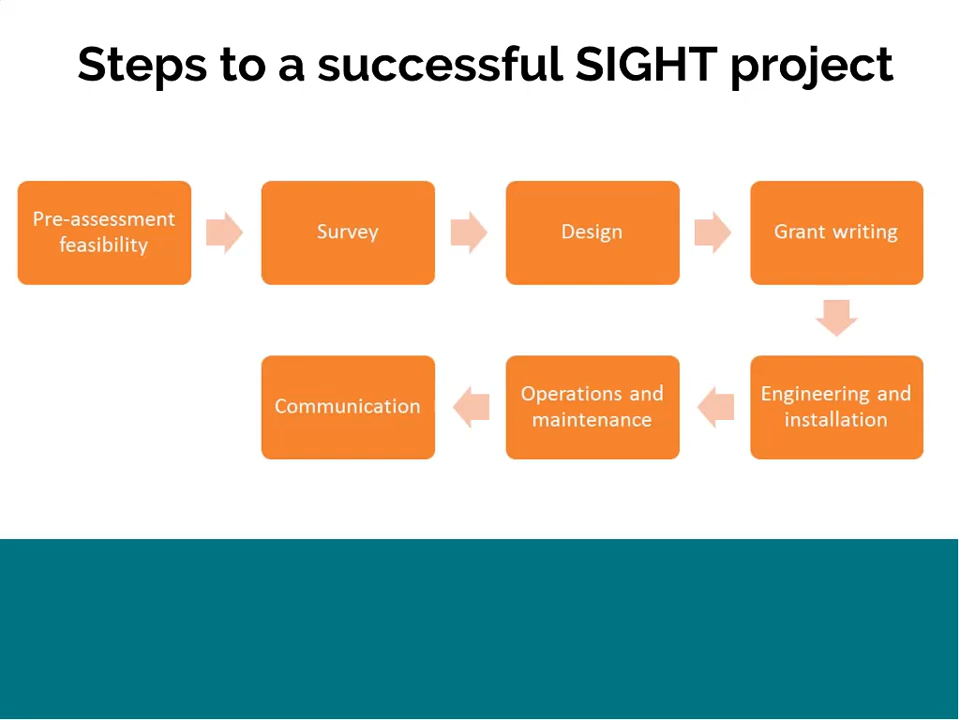 Steps to a successful SIGHT project
Pre-assessment
feasibility
Survey
Design
Grant writing
Engineering and
installation
Operations and
maintenance
Communication